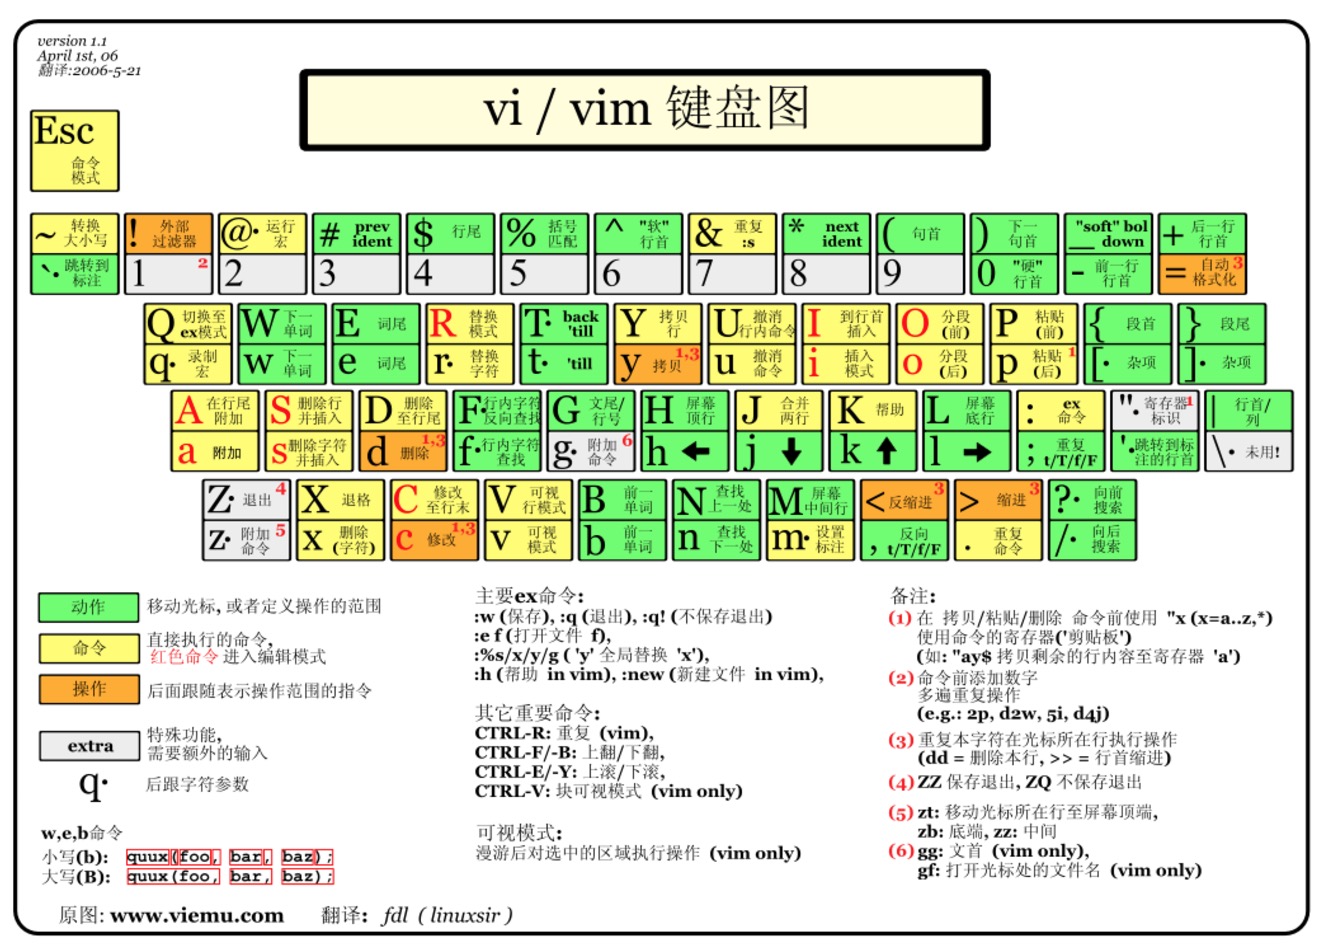 version 1.1
April 1st, 06
翻译:2006-5-21
vi / vim 键盘图
Esc
命令
模式
~ 转换
大小写
! 外部
过滤器
@· 运行
宏
# prev
ident
$ 行尾
% 括号
匹配
^ "软"
行首
& 重复
:s
* next
ident
( 句首
) 下一
句首
"soft" bol
_ down
+ 后一行
行首
`· 跳转到
标注
1 2
2
3
4
5
6
7
8
9
0 "硬"
行首
- 前一行
行首
= 自动 3
格式化
Q 切换至
ex模式
W 下一
单词
E 词尾
R 替换
模式
T· back
'till
Y 拷贝
行
U 撤消
行内命令
I 到行首
插入
O 分段
(前)
P 粘贴
(前)
{ 段首
} 段尾
q· 录制
宏
w 下一
单词
e 词尾
r· 替换
字符
t· 'till
y 拷贝 1,3
u 撤消
命令
i 插入
模式
o 分段
(后)
p 粘贴 1
(后)
[· 杂项
]· 杂项
A 在行尾
附加
S 删除行
并插入
D 删除
至行尾
F· 行内字符
反向查找
G 文尾/
行号
H 屏幕
顶行
J 合并
两行
K 帮助
L 屏幕
底行
: ex
命令
"· 寄存器 1
标识
| 行首/
列
a 附加
s 删除字符
并插入
d 删除 1,3
f· 行内字符
查找
g· 附加 6
命令
h ←
j ↓
k ↑
l →
; 重复
t/T/f/F
'· 跳转到标
注的行首
\· 未用!
Z· 退出 4
X 退格
C 修改
至行末
V 可视
行模式
B 前一
单词
N 查找
上一处
M 屏幕
中间行
< 反缩进 3
> 缩进 3
?· 向前
搜索
z· 附加 5
命令
x 删除
(字符)
c 修改 1,3
v 可视
模式
b 前一
单词
n 查找
下一处
m· 设置
标注
, 反向
t/T/f/F
. 重复
命令
/· 向后
搜索
动作 移动光标, 或者定义操作的范围
命令 直接执行的命令,
红色命令 进入编辑模式
操作 后面跟随表示操作范围的指令
extra 特殊功能,
需要额外的输入
q· 后跟字符参数
w,e,b命令
小写(b): quux(foo, bar, baz);
大写(B): quux(foo, bar, baz);
主要ex命令:
:w (保存), :q (退出), :q! (不保存退出)
:e f (打开文件 f),
:%s/x/y/g ( 'y' 全局替换 'x'),
:h (帮助 in vim), :new (新建文件 in vim),
其它重要命令:
CTRL-R: 重复 (vim),
CTRL-F/-B: 上翻/下翻,
CTRL-E/-Y: 上滚/下滚,
CTRL-V: 块可视模式 (vim only)
可视模式:
漫游后对选中的区域执行操作 (vim only)
备注:
(1) 在 拷贝/粘贴/删除 命令前使用 "x (x=a..z,*)
使用命令的寄存器('剪贴板')
(如: "ay$ 拷贝剩余的行内容至寄存器 'a')
(2) 命令前添加数字
多遍重复操作
(e.g.: 2p, d2w, 5i, d4j)
(3) 重复本字符在光标所在行执行操作
(dd = 删除本行, >> = 行首缩进)
(4) ZZ 保存退出, ZQ 不保存退出
(5) zt: 移动光标所在行至屏幕顶端,
zb: 底端, zz: 中间
(6) gg: 文首 (vim only),
gf: 打开光标处的文件名 (vim only)
原图: www.viemu.com 翻译: fdl ( linuxsir )